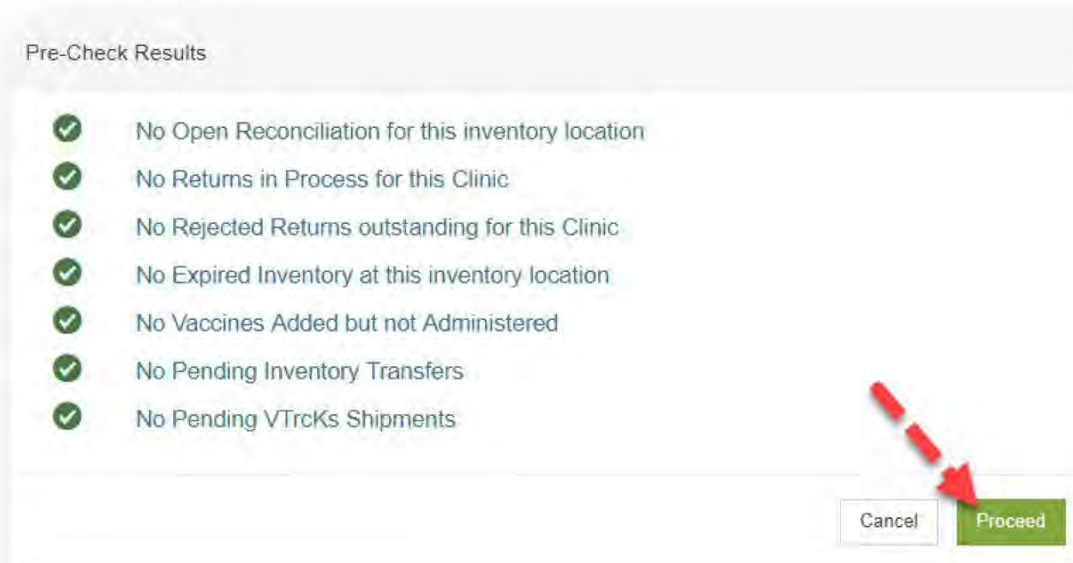 Pre-Check Results
No Open Reconciliation for this inventory location
No Returns in Process for this Clinic
No Rejected Returns outstanding for this Clinic
No Expired Inventory at this inventory location
No Vaccines Added but not Administered
No Pending Inventory Transfers
No Pending VTrcKs Shipments
Cancel Proceed